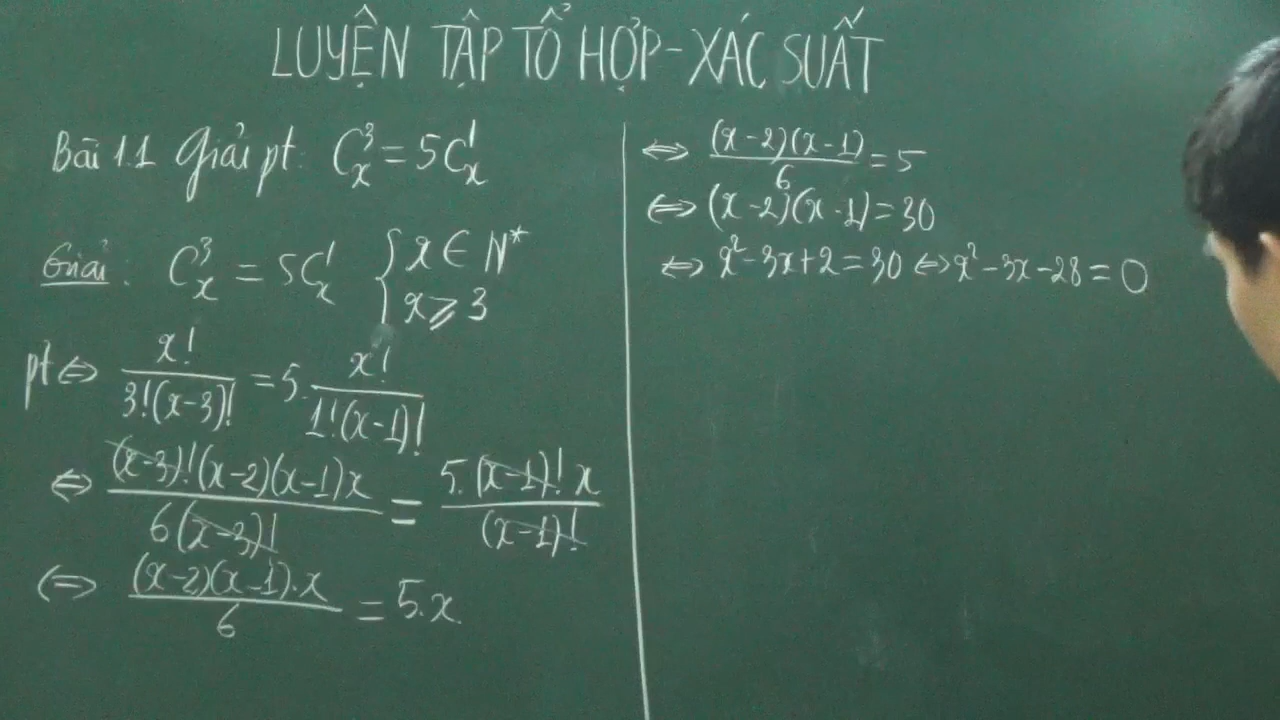 LUYỆN TẬP TỔ HỢP - XÁC SUẤT
Bài 1.1 Giải pt: C_x^3 = 5C_x^1
Giải: C_x^3 = 5C_x^1 { x ∈ N* ; x ⩾ 3
pt ⇔ x!/(3!(x-3)!) = 5. x!/(1!(x-1)!)
⇔ (x-3)!(x-2)(x-1)x/(6(x-3)!) = 5.(x-1)!x/((x-1)!)
⇔ (x-2)(x-1).x/6 = 5.x
⇔ (x-2)(x-1)/6 = 5
⇔ (x-2)(x-1) = 30
⇔ x² - 3x + 2 = 30 ⇔ x² - 3x - 28 = 0